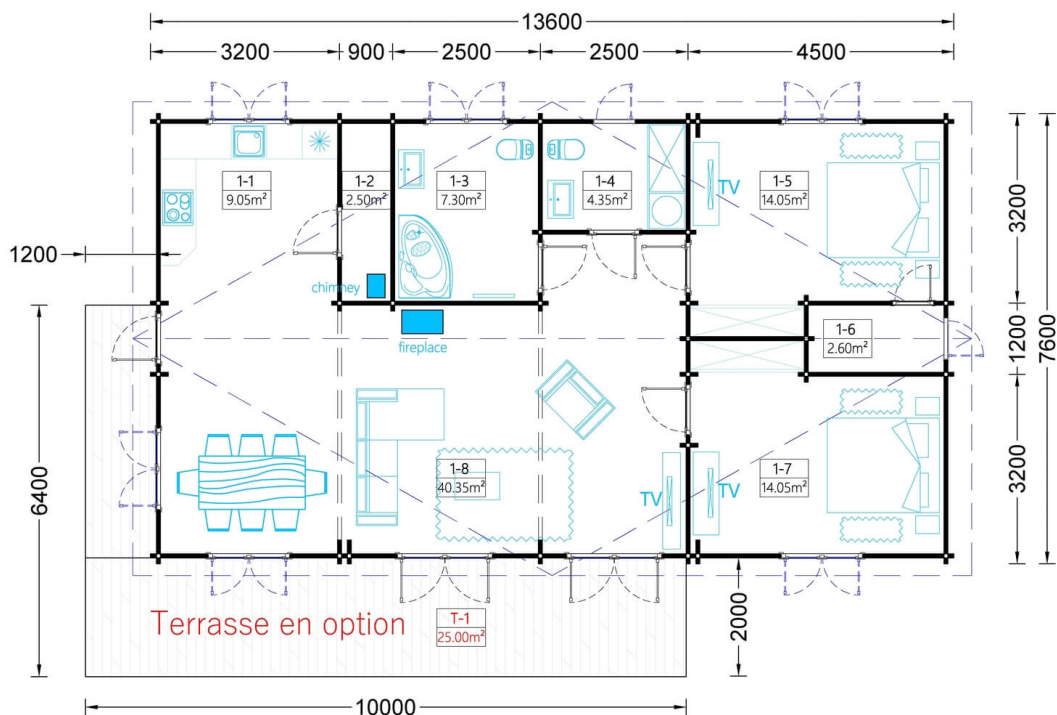 13600
3200 900 2500 2500 4500
1-1
9.05m²
1-2
2.50m²
1-3
7.30m²
1-4
4.35m²
TV
1-5
14.05m²
3200
1200
chimney
fireplace
1-6
2.60m²
1200
7600
6400
1-8
40.35m²
TV
TV
1-7
14.05m²
3200
Terrasse en option
T-1
25.00m²
2000
10000